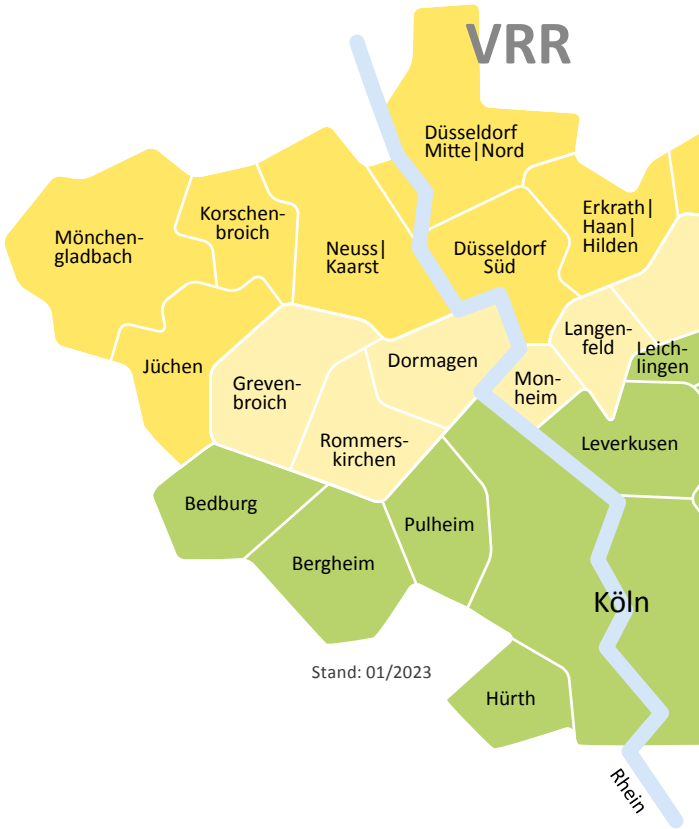 VRR
Düsseldorf
Mitte|Nord
Korschen-
broich
Erkrath|
Haan|
Hilden
Mönchen-
gladbach
Neuss|
Kaarst
Düsseldorf
Süd
Langen-
feld
Leich-
lingen
Jüchen
Dormagen
Greven-
broich
Mon-
heim
Rommers-
kirchen
Leverkusen
Bedburg
Pulheim
Bergheim
Köln
Stand: 01/2023
Hürth
Rhein